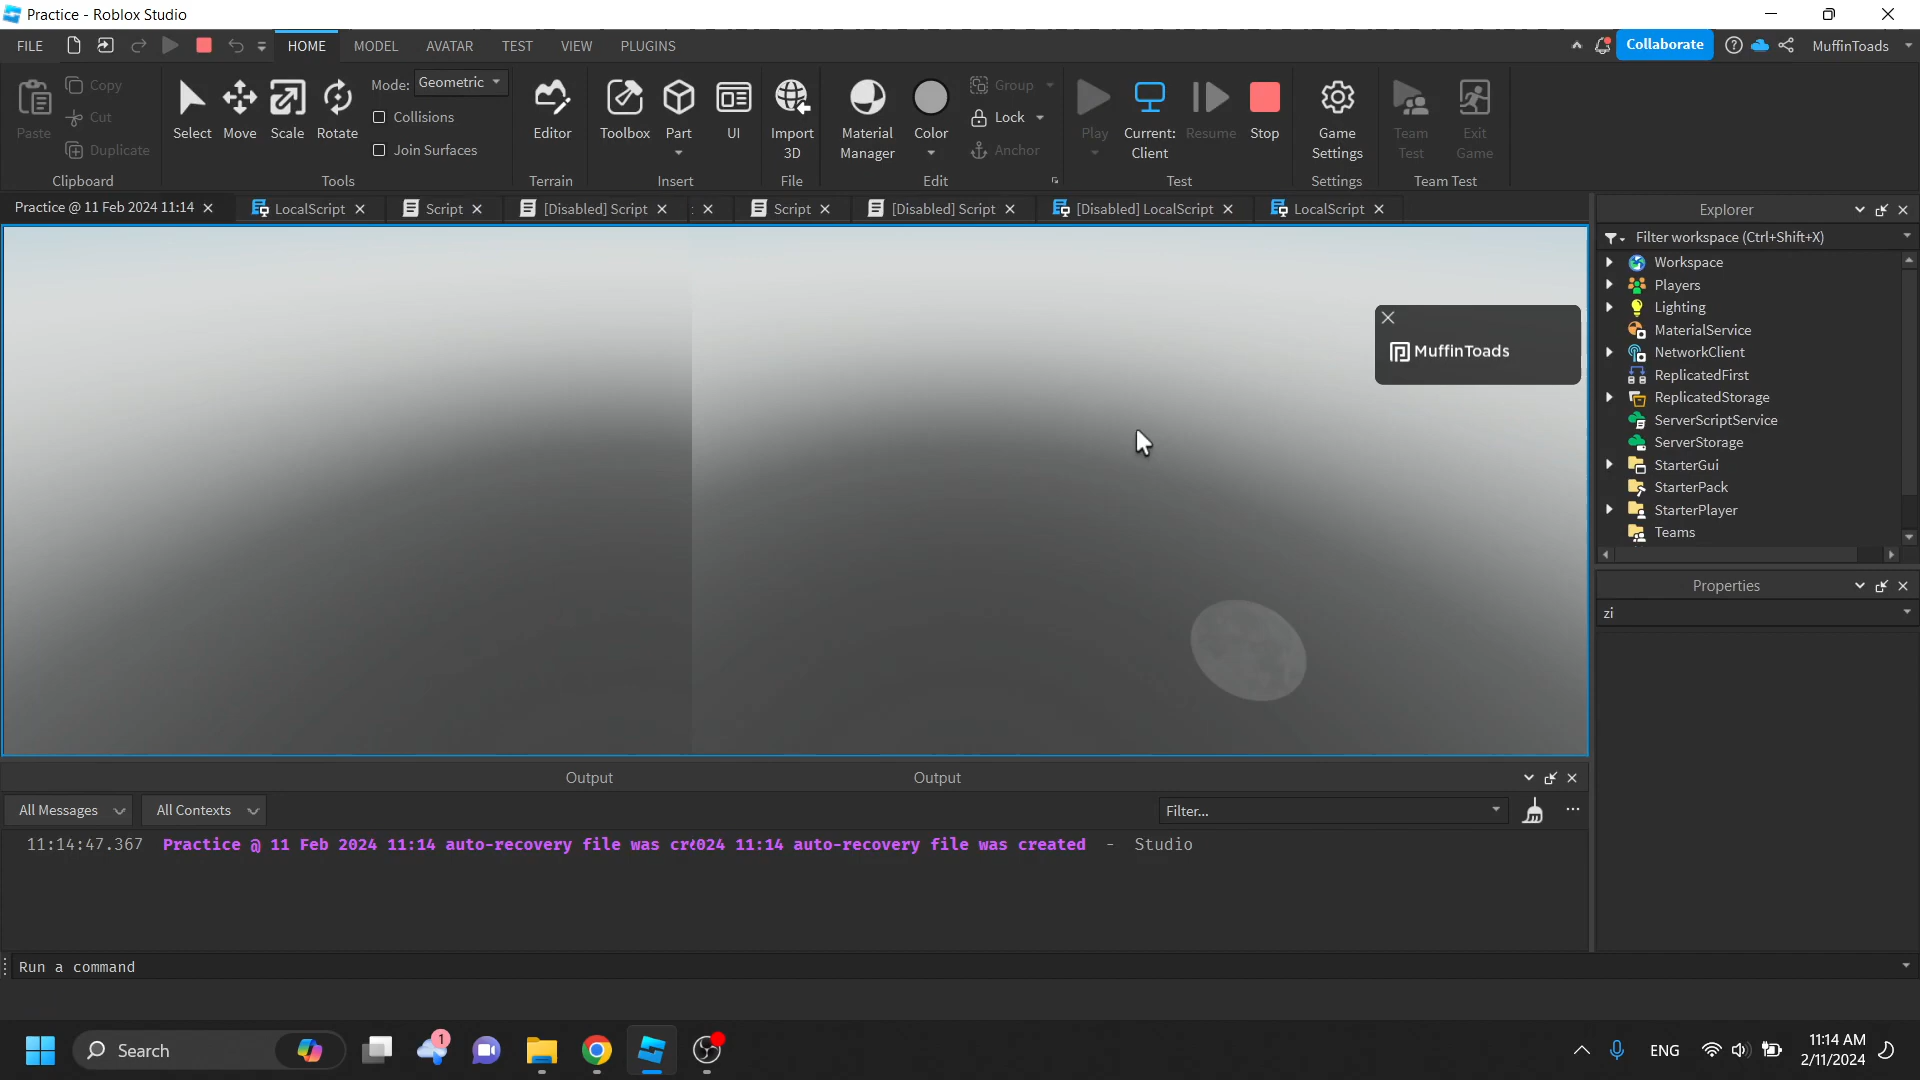 Practice - Roblox Studio
FILE HOME MODEL AVATAR TEST VIEW PLUGINS Collaborate MuffinToads
Paste Copy Cut Duplicate Clipboard
Select Move Scale Rotate Mode: Geometric Collisions Join Surfaces Tools
Editor Terrain
Toolbox Part UI Insert
Import 3D File
Material Manager Color Group Lock Anchor Edit
Play Current: Client Resume Stop Test
Game Settings Settings
Team Test Exit Game Team Test
Practice @ 11 Feb 2024 11:14 LocalScript Script [Disabled] Script : Script [Disabled] Script [Disabled] LocalScript LocalScript
MuffinToads
Explorer
Filter workspace (Ctrl+Shift+X)
Workspace
Players
Lighting
MaterialService
NetworkClient
ReplicatedFirst
ReplicatedStorage
ServerScriptService
ServerStorage
StarterGui
StarterPack
StarterPlayer
Teams
Properties
zi
Output Output
All Messages All Contexts Filter...
11:14:47.367 Practice @ 11 Feb 2024 11:14 auto-recovery file was cr2024 11:14 auto-recovery file was created - Studio
Run a command
Search 1 ENG 11:14 AM
2/11/2024